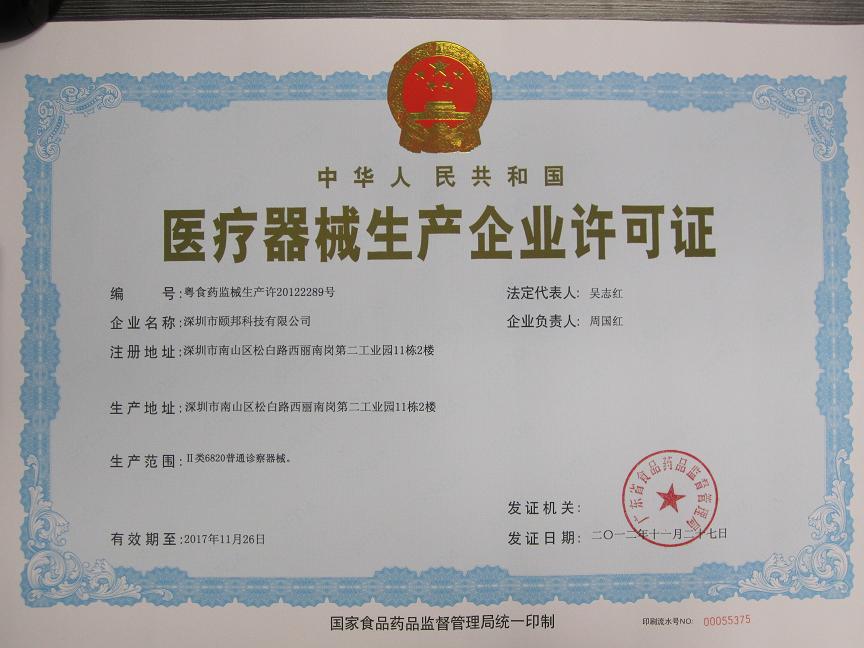 中华人民共和国
医疗器械生产企业许可证
编 号:粤食药监械生产许20122289号
法定代表人: 吴志红
企业名称:深圳市颐邦科技有限公司
企业负责人: 周国红
注册地址:深圳市南山区松白路西丽南岗第二工业园11栋2楼
生产地址:深圳市南山区松白路西丽南岗第二工业园11栋2楼
生产范围:Ⅱ类6820普通诊察器械。
广东省食品药品监督管理局
发证机关:
有效期至:2017年11月26日
发证日期: 二〇一二年十一月二十七日
国家食品药品监督管理局统一印制
印刷流水号NO: 00055375